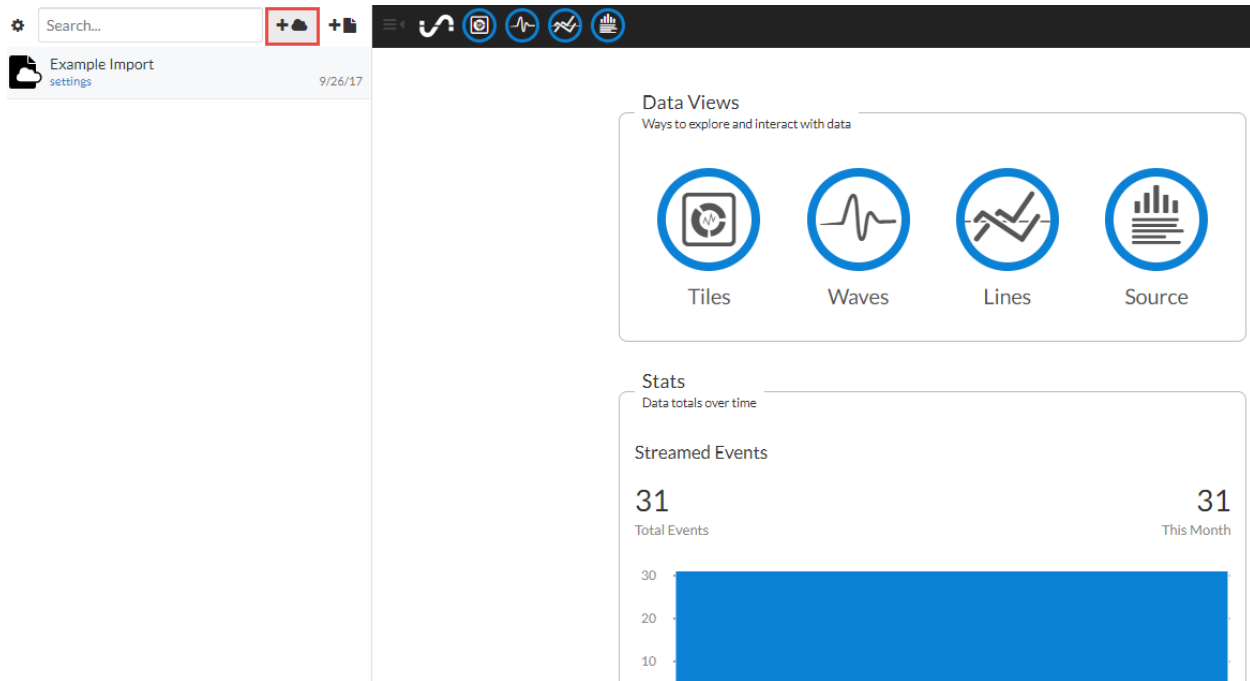 Search...
Example Import
settings
9/26/17
Data Views
Ways to explore and interact with data
Tiles
Waves
Lines
Source
Stats
Data totals over time
Streamed Events
31
31
Total Events
This Month
30
20
10